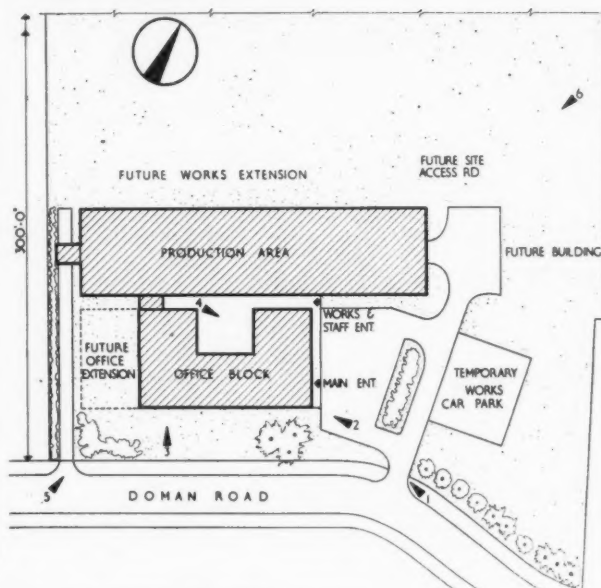 6
FUTURE WORKS EXTENSION
FUTURE SITE
ACCESS RD
300'·0"
PRODUCTION AREA
FUTURE BUILDING
4
WORKS &
STAFF ENT.
FUTURE
OFFICE
EXTENSION
OFFICE BLOCK
MAIN ENT.
TEMPORARY
WORKS
CAR PARK
2
3
5
DOMAN ROAD
1